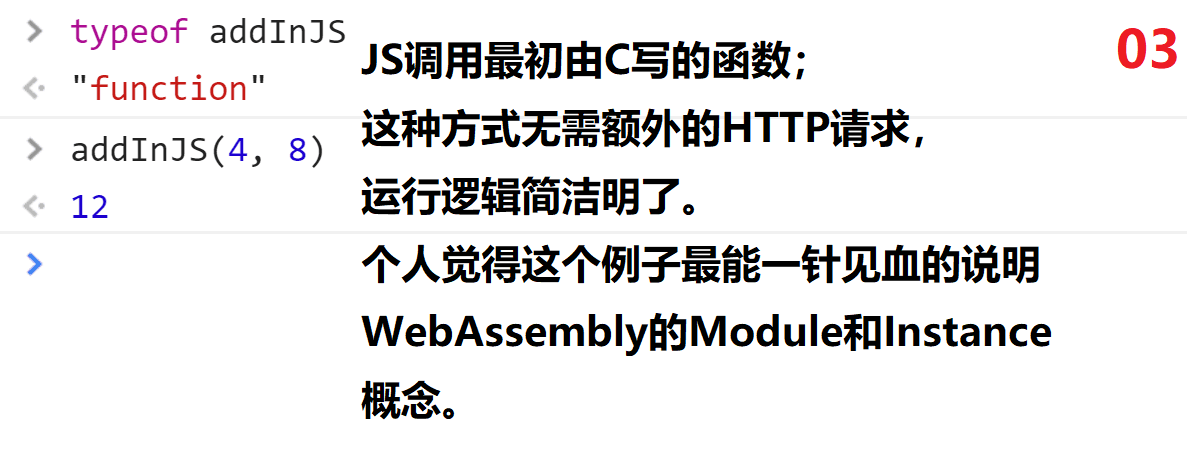 typeof addInJS
"function"
addInJS(4, 8)
12
03
JS调用最初由C写的函数；
这种方式无需额外的HTTP请求，
运行逻辑简洁明了。
个人觉得这个例子最能一针见血的说明
WebAssembly的Module和Instance
概念。